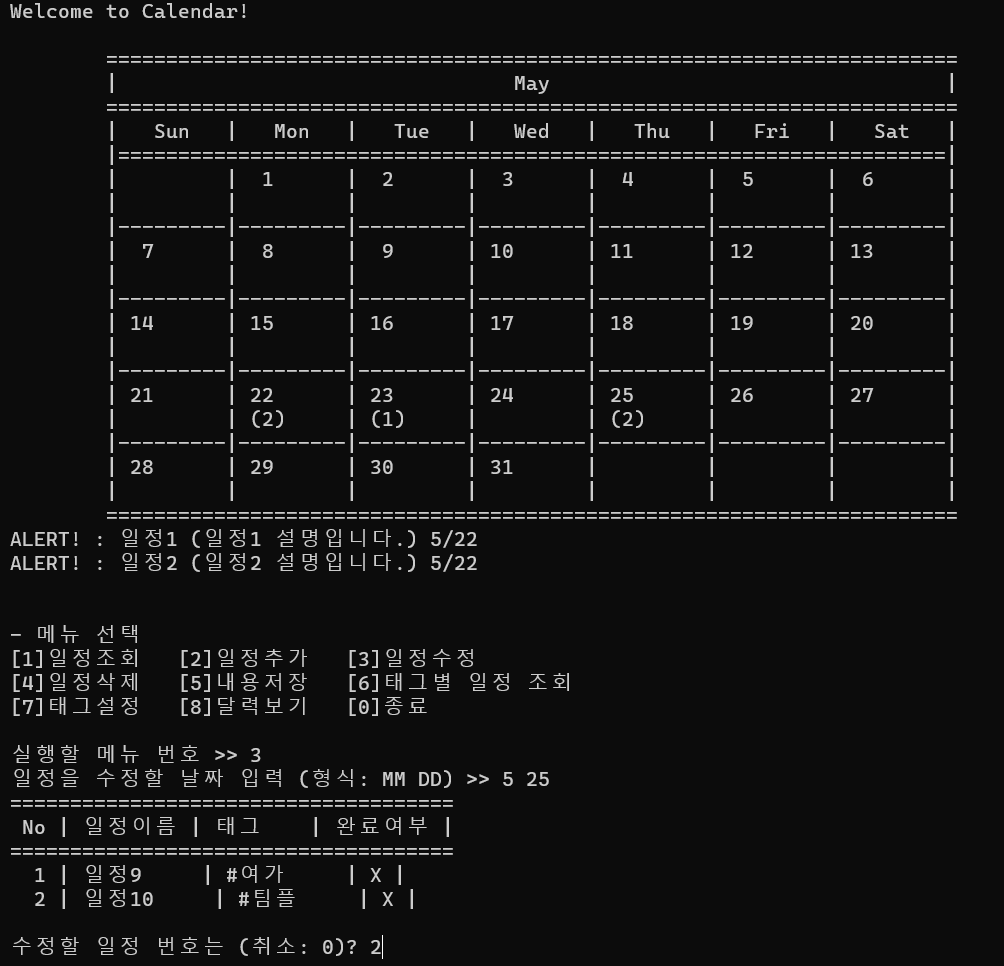 Welcome to Calendar!
=======================================================================
|                                 May                                 |
=======================================================================
|   Sun   |   Mon   |   Tue   |   Wed   |   Thu   |   Fri   |   Sat   |
|=====================================================================|
|         |  1      |  2      |  3      |  4      |  5      |  6      |
|         |         |         |         |         |         |         |
|---------|---------|---------|---------|---------|---------|---------|
|  7      |  8      |  9      | 10      | 11      | 12      | 13      |
|         |         |         |         |         |         |         |
|---------|---------|---------|---------|---------|---------|---------|
| 14      | 15      | 16      | 17      | 18      | 19      | 20      |
|         |         |         |         |         |         |         |
|---------|---------|---------|---------|---------|---------|---------|
| 21      | 22      | 23      | 24      | 25      | 26      | 27      |
|         | (2)     | (1)     |         | (2)     |         |         |
|---------|---------|---------|---------|---------|---------|---------|
| 28      | 29      | 30      | 31      |         |         |         |
|         |         |         |         |         |         |         |
=======================================================================
ALERT! : 일정1 (일정1 설명입니다.) 5/22
ALERT! : 일정2 (일정2 설명입니다.) 5/22
- 메뉴 선택
[1]일정조회   [2]일정추가   [3]일정수정
[4]일정삭제   [5]내용저장   [6]태그별 일정 조회
[7]태그설정   [8]달력보기   [0]종료
실행할 메뉴 번호 >> 3
일정을 수정할 날짜 입력 (형식: MM DD) >> 5 25
=====================================
 No | 일정이름 | 태그    | 완료여부 |
=====================================
  1 | 일정9     | #여가     | X |
  2 | 일정10     | #팀플     | X |
수정할 일정 번호는 (취소: 0)? 2